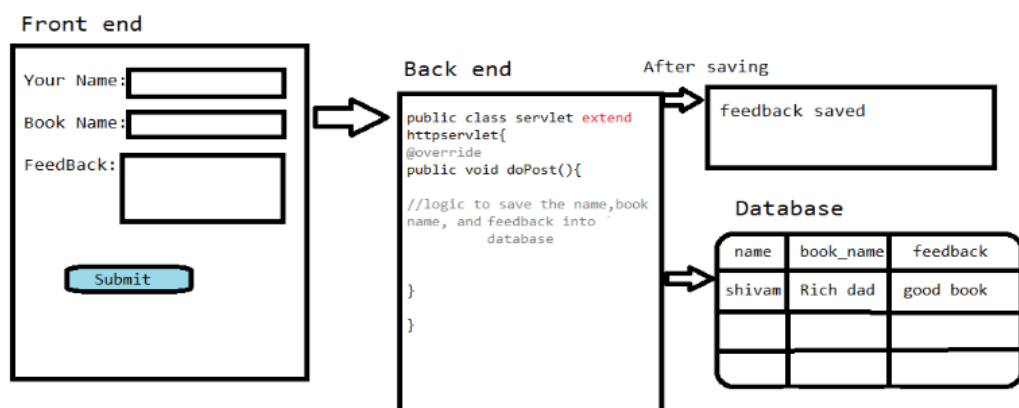 Front end
Your Name:
Book Name:
FeedBack:
Submit
Back end
public class servlet extend
httpservlet{
@override
public void doPost(){
//logic to save the name,book
name, and feedback into
database
}
}
After saving
feedback saved
Database
name book_name feedback
shivam Rich dad good book